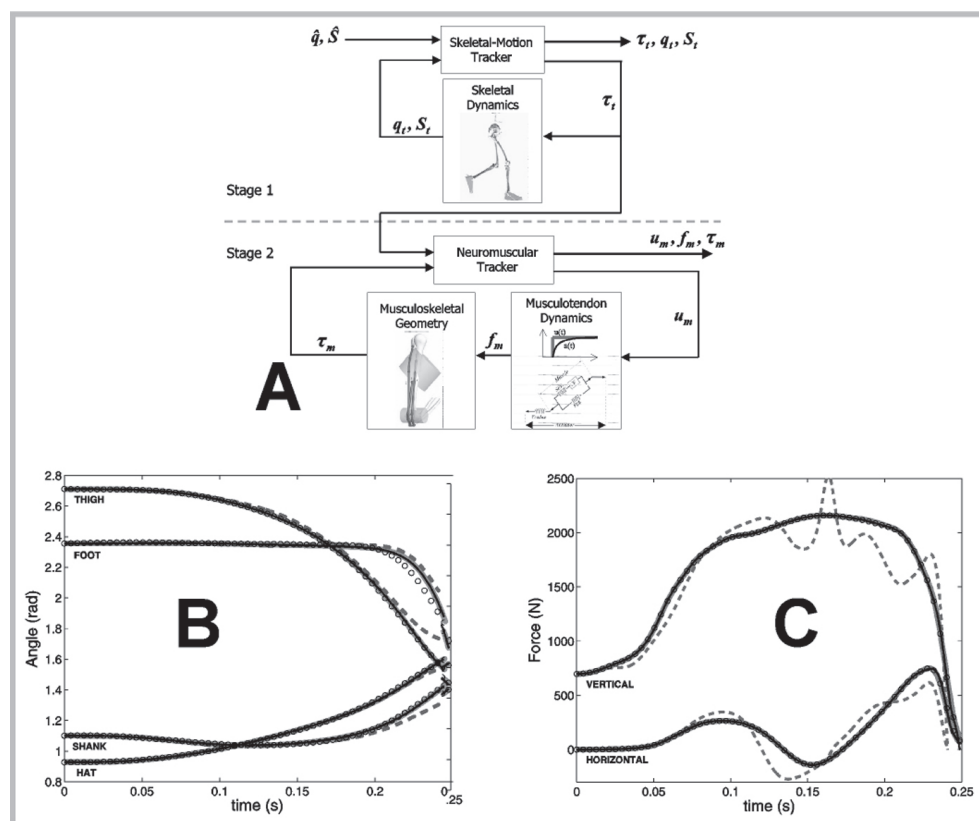 q̂, Ŝ
Skeletal-Motion
Tracker
τt, qt, St
Skeletal
Dynamics
τt
qt, St
Stage 1
Stage 2
Neuromuscular
Tracker
um, fm, τm
Musculoskeletal
Geometry
Musculotendon
Dynamics
um
τm
fm
u(t)
a(t)
A
2.8
2.6
2.4
2.2
2
1.8
1.6
1.4
1.2
1
0.8
Angle (rad)
THIGH
FOOT
SHANK
HAT
B
0
0.05
0.1
0.15
0.2
0.25
time (s)
2500
2000
1500
1000
500
0
Force (N)
VERTICAL
HORIZONTAL
C
0
0.05
0.1
0.15
0.2
0.25
time (s)